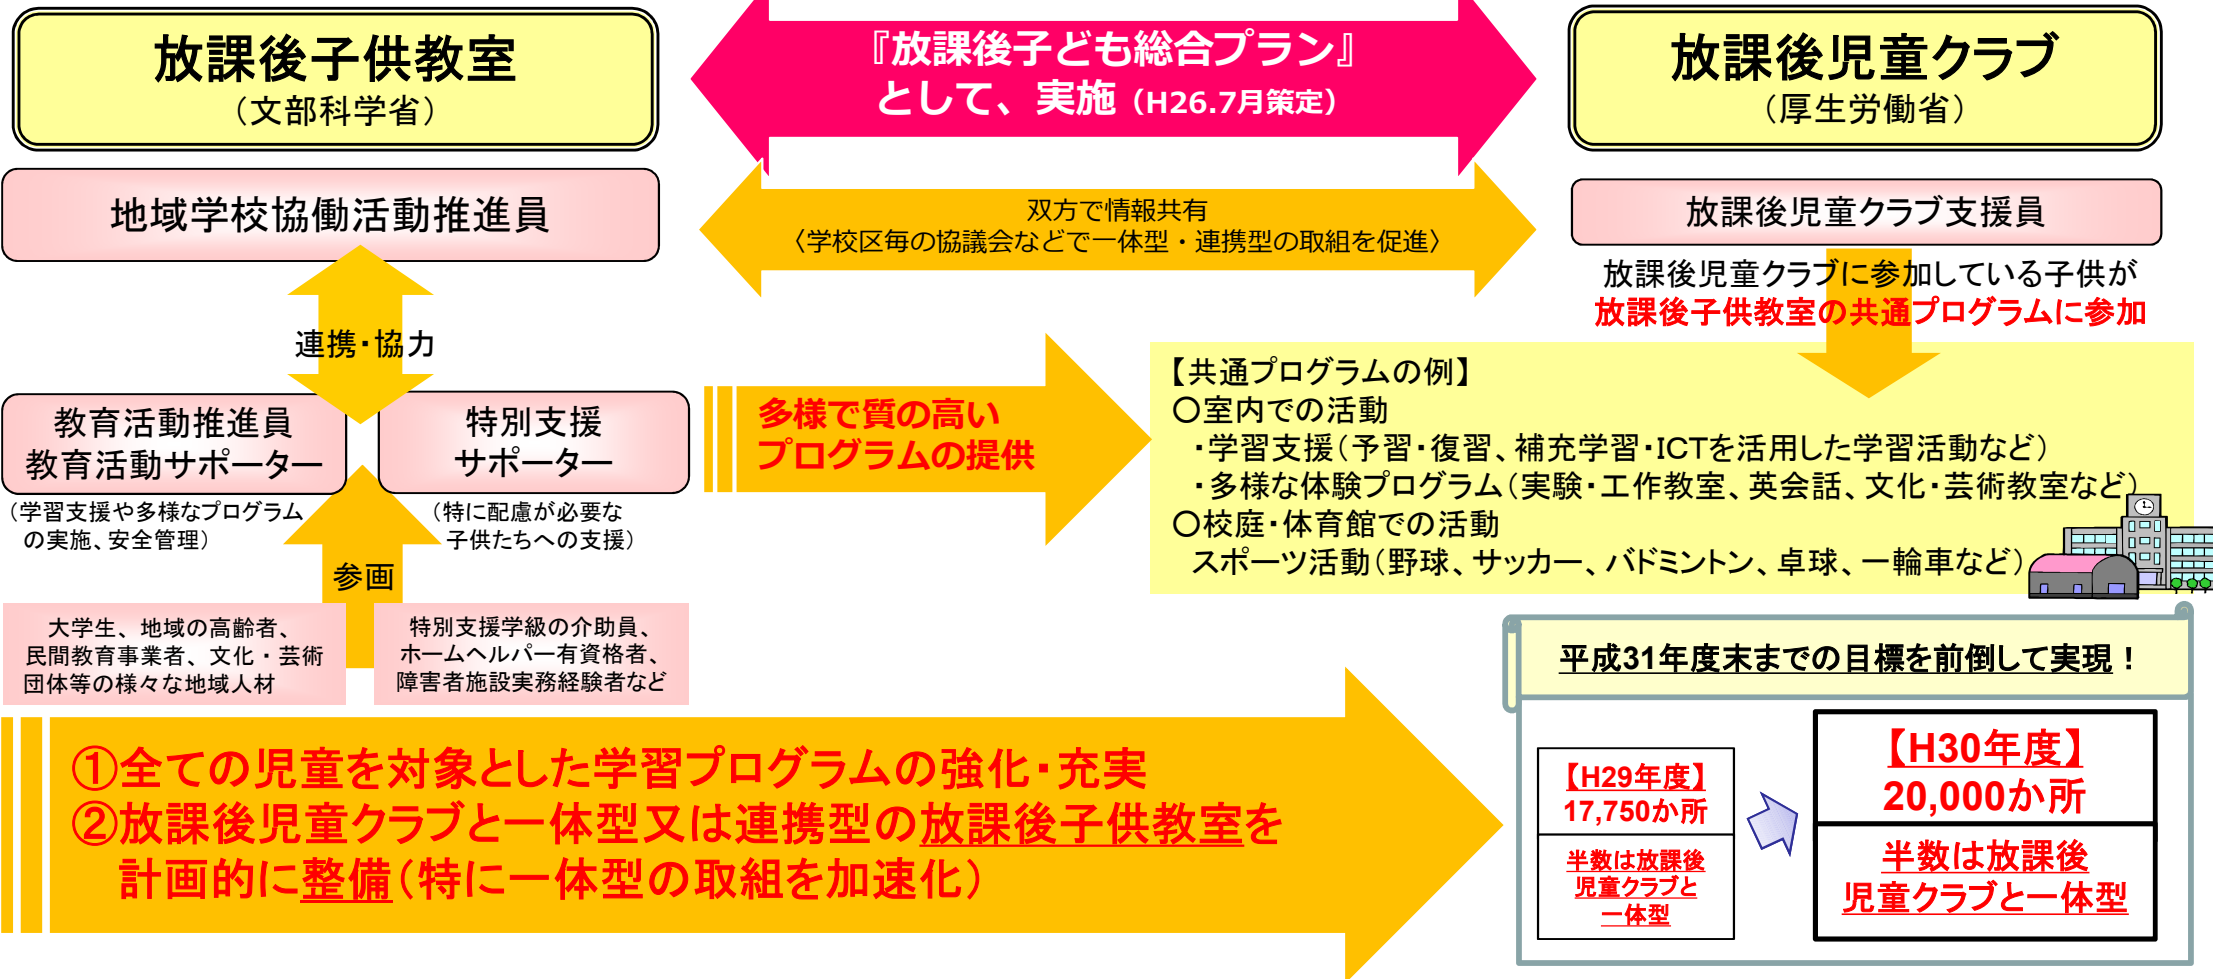 放課後子供教室
（文部科学省）
『放課後子ども総合プラン』
として、実施（H26.7月策定）
放課後児童クラブ
（厚生労働省）
地域学校協働活動推進員
双方で情報共有
〈学校区毎の協議会などで一体型・連携型の取組を促進〉
放課後児童クラブ支援員
放課後児童クラブに参加している子供が
放課後子供教室の共通プログラムに参加
連携・協力
教育活動推進員
教育活動サポーター
特別支援
サポーター
（学習支援や多様なプログラム
の実施、安全管理）
（特に配慮が必要な
子供たちへの支援）
参画
大学生、地域の高齢者、
民間教育事業者、文化・芸術
団体等の様々な地域人材
特別支援学級の介助員、
ホームヘルパー有資格者、
障害者施設実務経験者など
多様で質の高い
プログラムの提供
【共通プログラムの例】
〇室内での活動
・学習支援（予習・復習、補充学習・ICTを活用した学習活動など）
・多様な体験プログラム（実験・工作教室、英会話、文化・芸術教室など）
〇校庭・体育館での活動
スポーツ活動（野球、サッカー、バドミントン、卓球、一輪車など）
①全ての児童を対象とした学習プログラムの強化・充実
②放課後児童クラブと一体型又は連携型の放課後子供教室を
計画的に整備（特に一体型の取組を加速化）
平成31年度末までの目標を前倒して実現！
【H29年度】
17,750か所
半数は放課後
児童クラブと
一体型
【H30年度】
20,000か所
半数は放課後
児童クラブと一体型